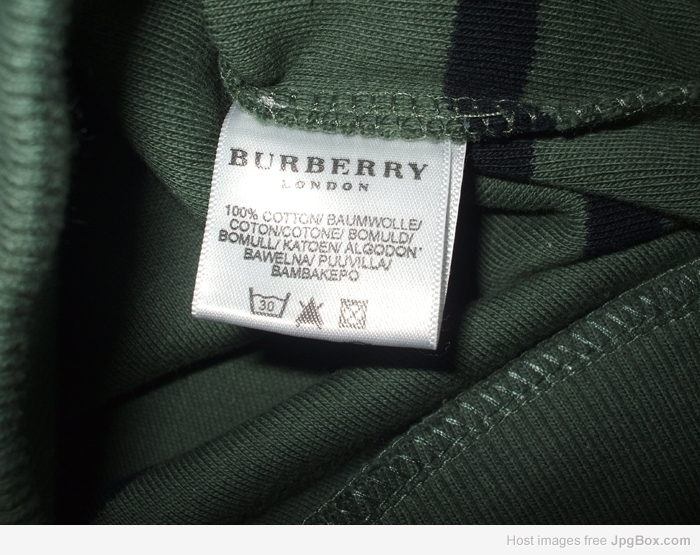 BURBERRY
LONDON
100% COTTON/ BAUMWOLLE/
COTON/COTONE/ BOMULD/
BOMULL/ KATOEN/ ALGODON*
BAWELNA/ PUUVILLA/
BAMBAKEPO
30
Host images free JpgBox.com